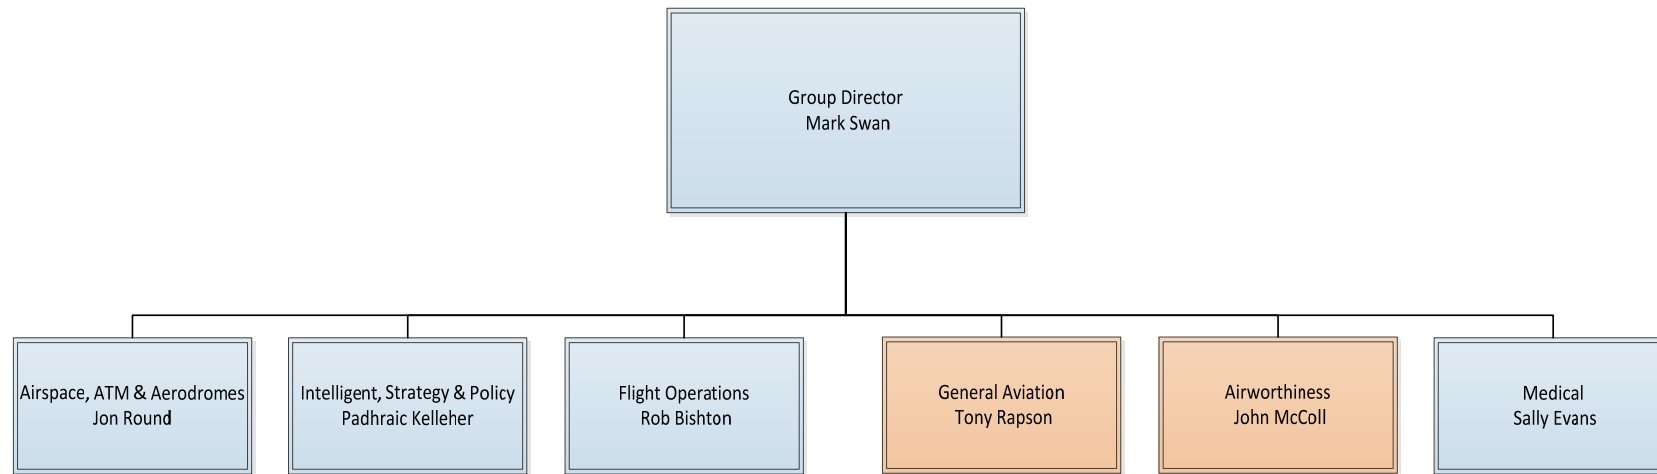 Group Director
Mark Swan
Airspace, ATM & Aerodromes
Jon Round
Intelligent, Strategy & Policy
Padhraic Kelleher
Flight Operations
Rob Bishton
General Aviation
Tony Rapson
Airworthiness
John McColl
Medical
Sally Evans